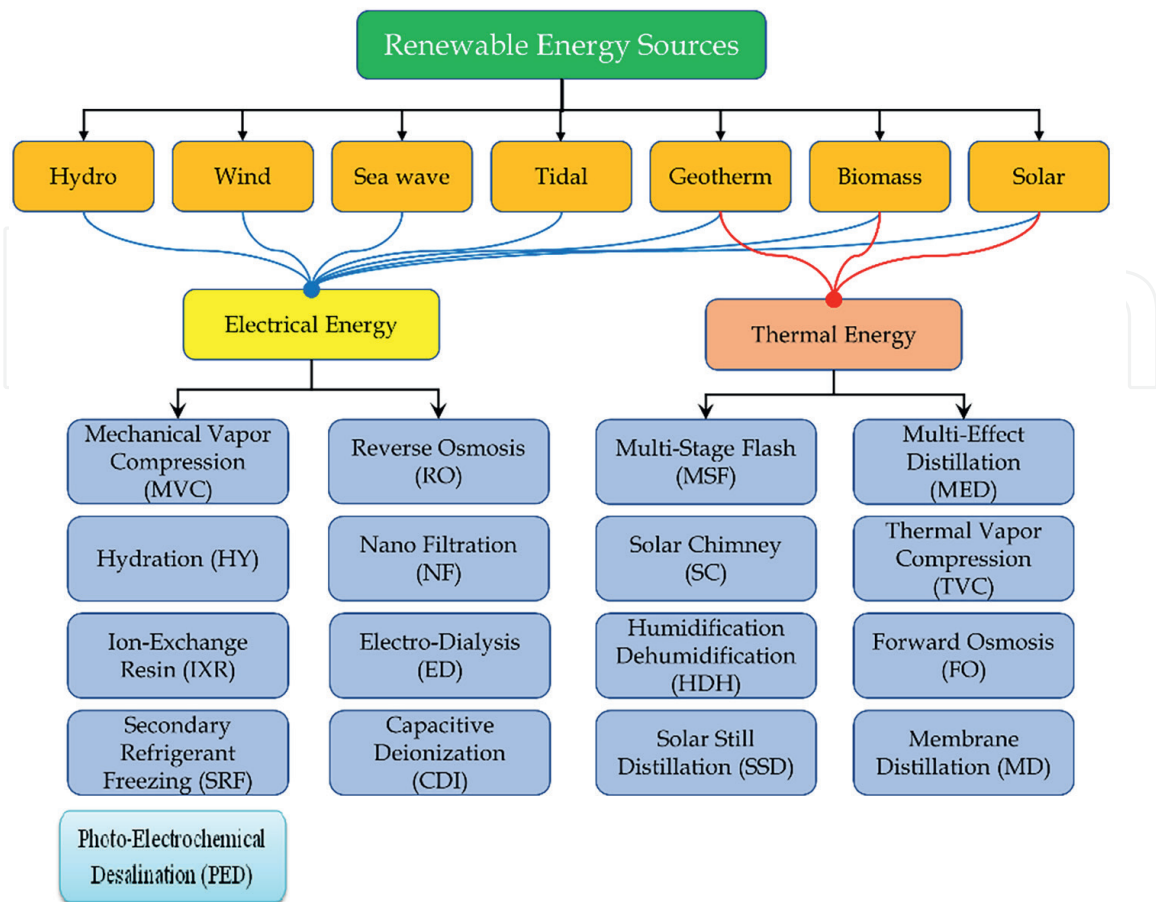 Renewable Energy Sources
Hydro
Wind
Sea wave
Tidal
Geotherm
Biomass
Solar
Electrical Energy
Thermal Energy
Mechanical Vapor
Compression
(MVC)
Reverse Osmosis
(RO)
Multi-Stage Flash
(MSF)
Multi-Effect
Distillation
(MED)
Hydration (HY)
Nano Filtration
(NF)
Solar Chimney
(SC)
Thermal Vapor
Compression
(TVC)
Ion-Exchange
Resin (IXR)
Electro-Dialysis
(ED)
Humidification
Dehumidification
(HDH)
Forward Osmosis
(FO)
Secondary
Refrigerant
Freezing (SRF)
Capacitive
Deionization
(CDI)
Solar Still
Distillation (SSD)
Membrane
Distillation (MD)
Photo-Electrochemical
Desalination (PED)